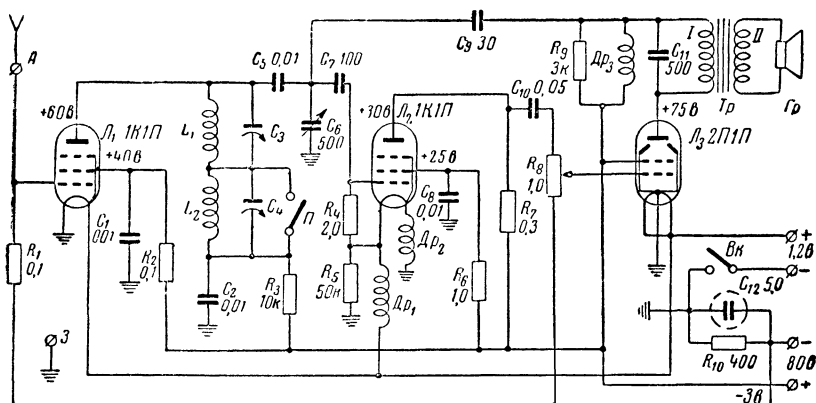 А
R₁
0,1
+60в
Л₁ 1К1П
+40в
C₁
001
R₂
0,1
З
L₁
L₂
C₃
C₄
П
C₂
0,01
R₃
10к
C₅ 0,01
C₇ 100
C₆
500
+30в
Л₂ 1К1П
+25в
R₄
2,0
R₅
50к
C₈
0,01
Др₂
Др₁
R₆
1,0
C₉ 30
C₁₀ 0,05
R₇
0,3
R₈
1,0
R₉
3к
Др₃
C₁₁
500
I
II
Тр
Гр
+75в
Л₃ 2П1П
+
1,2в
−
Вк
C₁₂ 5,0
R₁₀ 400
−
80в
+
−3в